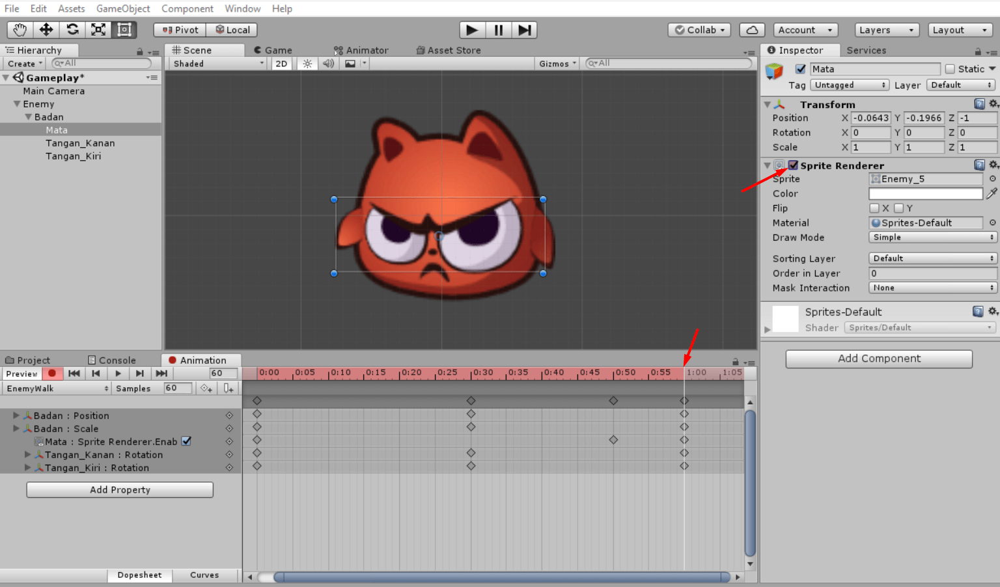 File Edit Assets GameObject Component Window Help
Pivot Local Collab Account Layers Layout
Hierarchy
Create All
Gameplay*
Main Camera
Enemy
Badan
Mata
Tangan_Kanan
Tangan_Kiri
Scene Game Animator Asset Store
Shaded 2D Gizmos All
Inspector Services
Mata Static
Tag Untagged Layer Default
Transform
Position X -0.0643 Y -0.1966 Z -1
Rotation X 0 Y 0 Z 0
Scale X 1 Y 1 Z 1
Sprite Renderer
Sprite Enemy_5
Color
Flip X Y
Material Sprites-Default
Draw Mode Simple
Sorting Layer Default
Order in Layer 0
Mask Interaction None
Sprites-Default
Shader Sprites/Default
Add Component
Project Console Animation
Preview 60 0:00 0:05 0:10 0:15 0:20 0:25 0:30 0:35 0:40 0:45 0:50 0:55 1:00 1:05
EnemyWalk Samples 60
Badan : Position
Badan : Scale
Mata : Sprite Renderer.Enab
Tangan_Kanan : Rotation
Tangan_Kiri : Rotation
Add Property
Dopesheet Curves